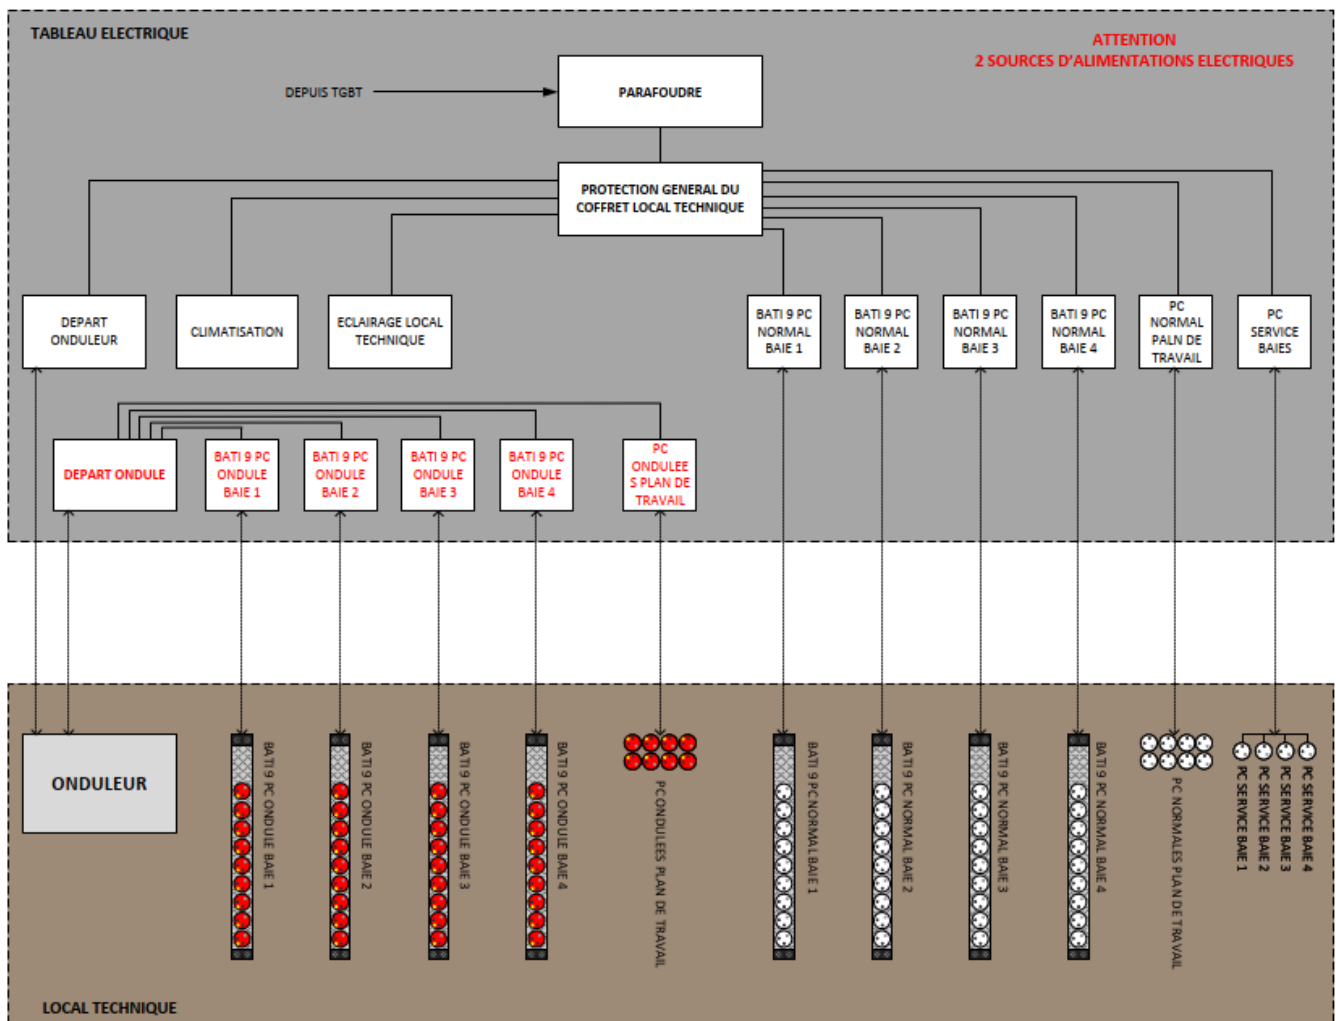 TABLEAU ELECTRIQUE
ATTENTION
2 SOURCES D'ALIMENTATIONS ELECTRIQUES
DEPUIS TGBT
PARAFOUDRE
PROTECTION GENERAL DU
COFFRET LOCAL TECHNIQUE
DEPART
ONDULEUR
CLIMATISATION
ECLAIRAGE LOCAL
TECHNIQUE
BATI 9 PC
NORMAL
BAIE 1
BATI 9 PC
NORMAL
BAIE 2
BATI 9 PC
NORMAL
BAIE 3
BATI 9 PC
NORMAL
BAIE 4
PC
NORMAL
PALN DE
TRAVAIL
PC
SERVICE
BAIES
DEPART ONDULE
BATI 9 PC
ONDULE
BAIE 1
BATI 9 PC
ONDULE
BAIE 2
BATI 9 PC
ONDULE
BAIE 3
BATI 9 PC
ONDULE
BAIE 4
PC
ONDULEE
S PLAN DE
TRAVAIL
ONDULEUR
BATI 9 PC ONDULE BAIE 1
BATI 9 PC ONDULE BAIE 2
BATI 9 PC ONDULE BAIE 3
BATI 9 PC ONDULE BAIE 4
PC ONDULEES PLAN DE TRAVAIL
BATI 9 PC NORMAL BAIE 1
BATI 9 PC NORMAL BAIE 2
BATI 9 PC NORMAL BAIE 3
BATI 9 PC NORMAL BAIE 4
PC NORMALES PLAN DE TRAVAIL
PC SERVICE BAIE 1
PC SERVICE BAIE 2
PC SERVICE BAIE 3
PC SERVICE BAIE 4
LOCAL TECHNIQUE